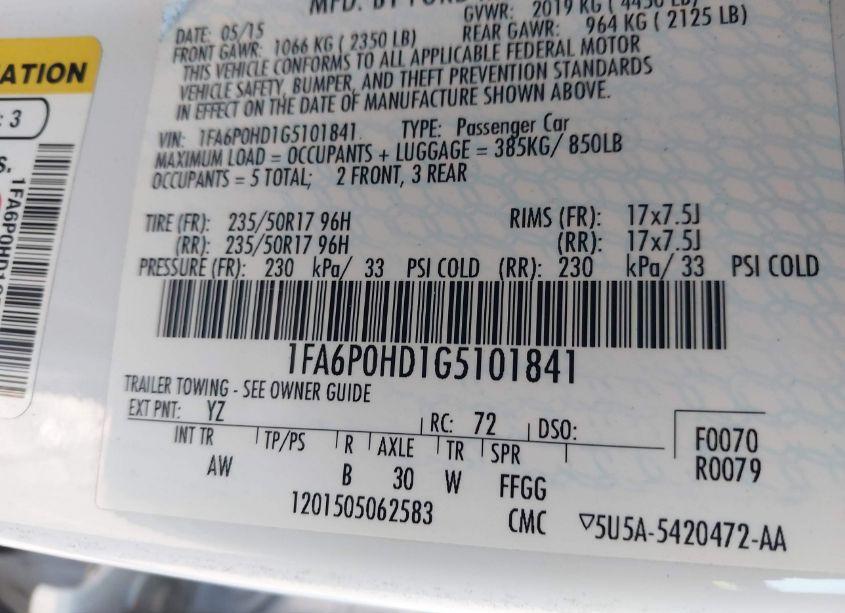 MFD. BY FORD
DATE: 05/15 GVWR: 2019 KG ( 4450 LB)
FRONT GAWR: 1066 KG ( 2350 LB) REAR GAWR: 964 KG ( 2125 LB)
THIS VEHICLE CONFORMS TO ALL APPLICABLE FEDERAL MOTOR
VEHICLE SAFETY, BUMPER, AND THEFT PREVENTION STANDARDS
IN EFFECT ON THE DATE OF MANUFACTURE SHOWN ABOVE.
VIN: 1FA6P0HD1G5101841 TYPE: Passenger Car
MAXIMUM LOAD = OCCUPANTS + LUGGAGE = 385KG/ 850LB
OCCUPANTS = 5 TOTAL; 2 FRONT, 3 REAR
TIRE (FR): 235/50R17 96H RIMS (FR): 17x7.5J
(RR): 235/50R17 96H (RR): 17x7.5J
PRESSURE (FR): 230 kPa/ 33 PSI COLD (RR): 230 kPa/ 33 PSI COLD
1FA6P0HD1G5101841
TRAILER TOWING - SEE OWNER GUIDE
EXT PNT: YZ RC: 72 DSO:
INT TR TP/PS R AXLE TR SPR F0070
AW B 30 W FFGG R0079
1201505062583 CMC ▽5U5A-5420472-AA
ATION
: 3
S.
1FA6P0HD1